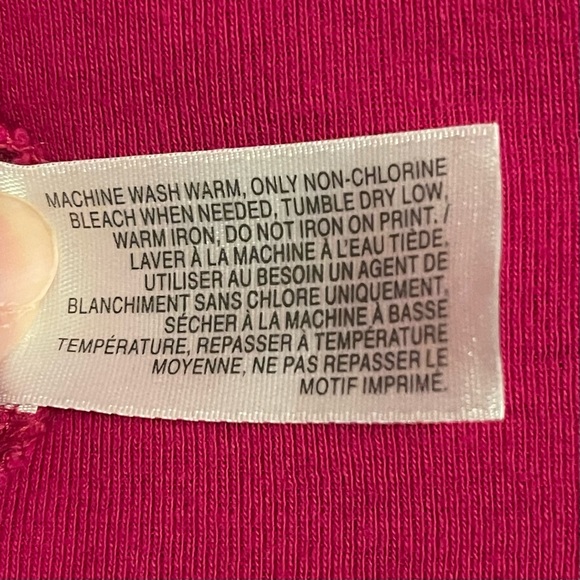 MACHINE WASH WARM, ONLY NON-CHLORINE
BLEACH WHEN NEEDED, TUMBLE DRY LOW,
WARM IRON, DO NOT IRON ON PRINT. /
LAVER À LA MACHINE À L'EAU TIÈDE,
UTILISER AU BESOIN UN AGENT DE
BLANCHIMENT SANS CHLORE UNIQUEMENT,
SÉCHER À LA MACHINE À BASSE
TEMPÉRATURE, REPASSER À TEMPÉRATURE
MOYENNE, NE PAS REPASSER LE
MOTIF IMPRIMÉ.